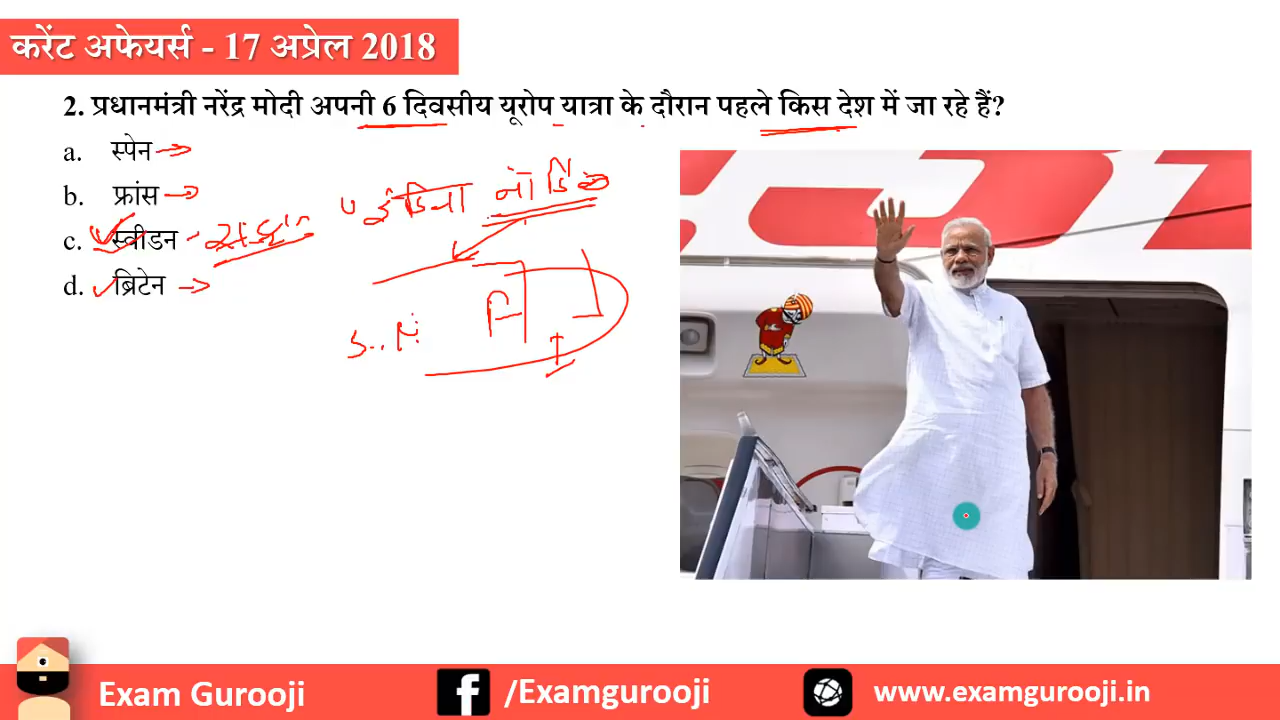 करेंट अफेयर्स - 17 अप्रेल 2018
2. प्रधानमंत्री नरेंद्र मोदी अपनी 6 दिवसीय यूरोप यात्रा के दौरान पहले किस देश में जा रहे हैं?
a. स्पेन
b. फ्रांस
c. स्वीडन
d. ब्रिटेन
इंडिया नॉर्डिक
Exam Gurooji
/Examgurooji
www.examgurooji.in